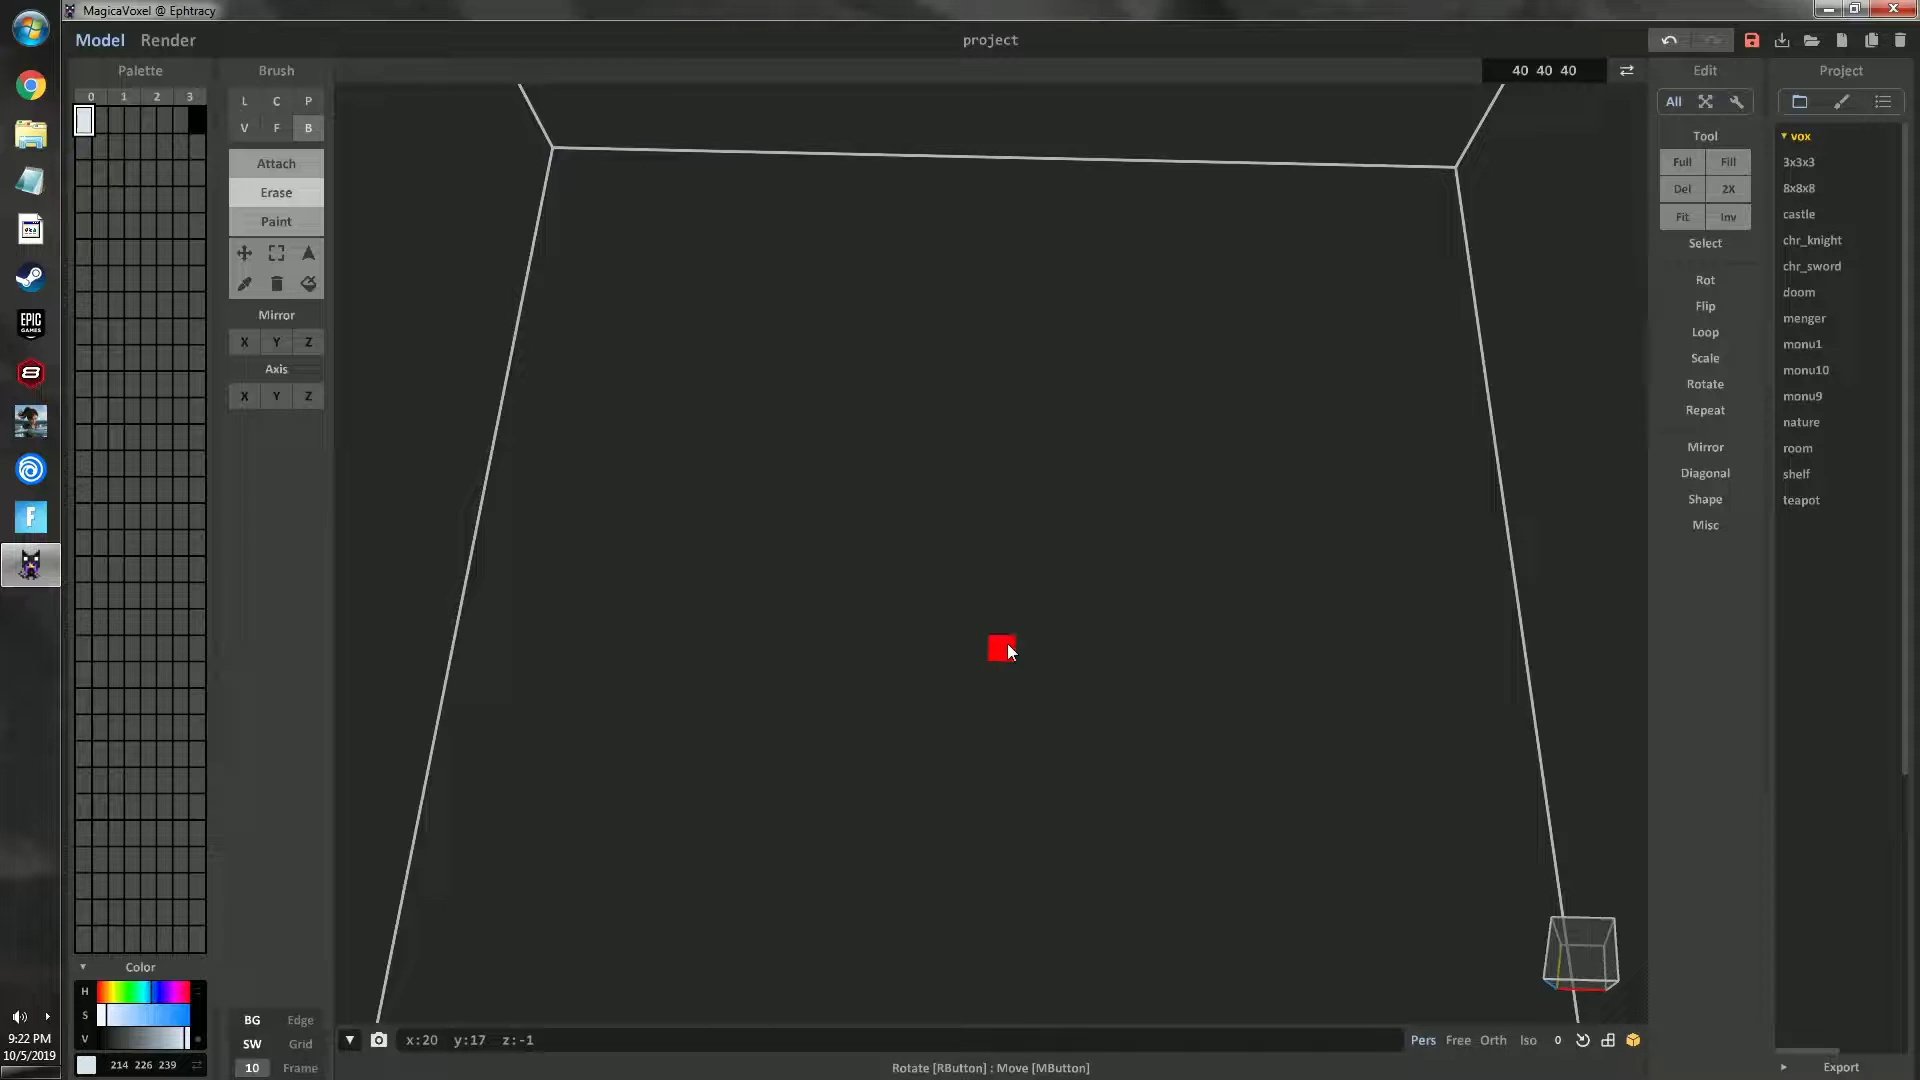 MagicaVoxel @ Ephtracy
Model Render
project
Palette
Brush
40 40 40
Edit
Project
0 1 2 3
L C P
V F B
Attach
Erase
Paint
Mirror
X Y Z
Axis
X Y Z
All
Tool
Full Fill
Del 2X
Fit Inv
Select
Rot
Flip
Loop
Scale
Rotate
Repeat
Mirror
Diagonal
Shape
Misc
vox
3x3x3
8x8x8
castle
chr_knight
chr_sword
doom
menger
monu1
monu10
monu9
nature
room
shelf
teapot
EPIC
GAMES
F
Color
H
S
V
214 226 239
BG Edge
SW Grid
10 Frame
x:20 y:17 z:-1
Pers Free Orth Iso 0
Rotate [RButton] : Move [MButton]
Export
9:22 PM
10/5/2019